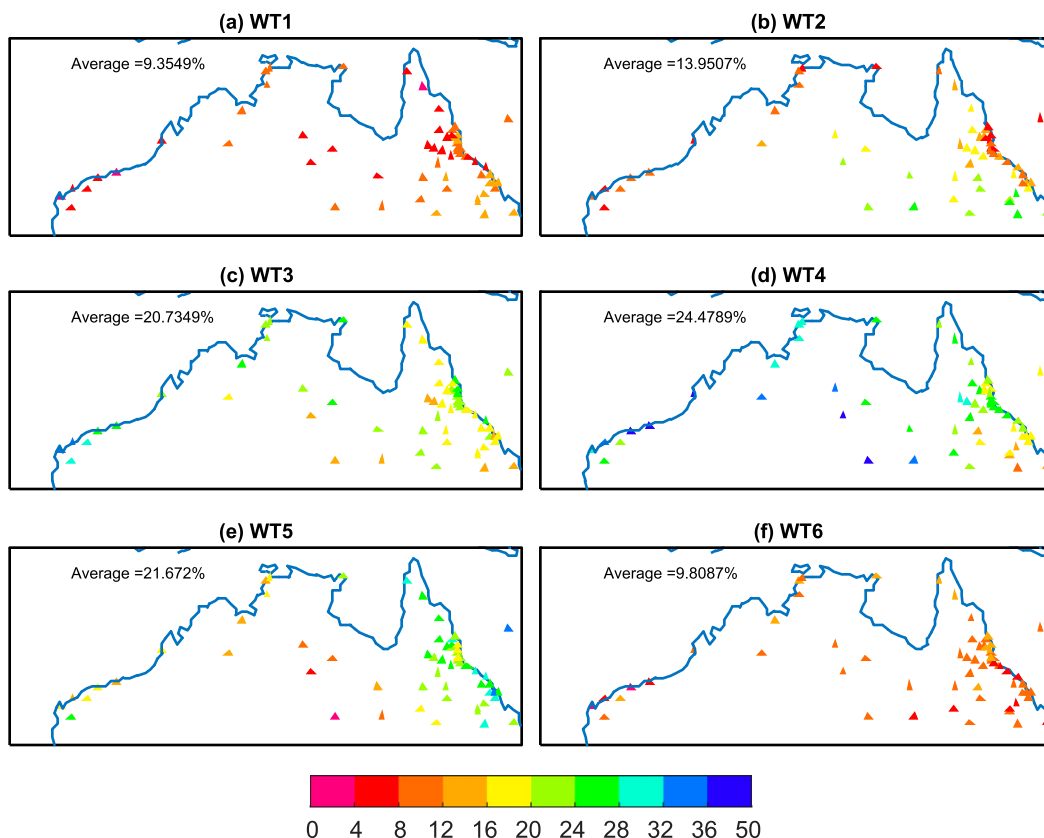 (a) WT1
Average =9.3549%
(b) WT2
Average =13.9507%
(c) WT3
Average =20.7349%
(d) WT4
Average =24.4789%
(e) WT5
Average =21.672%
(f) WT6
Average =9.8087%
0 4 8 12 16 20 24 28 32 36 50